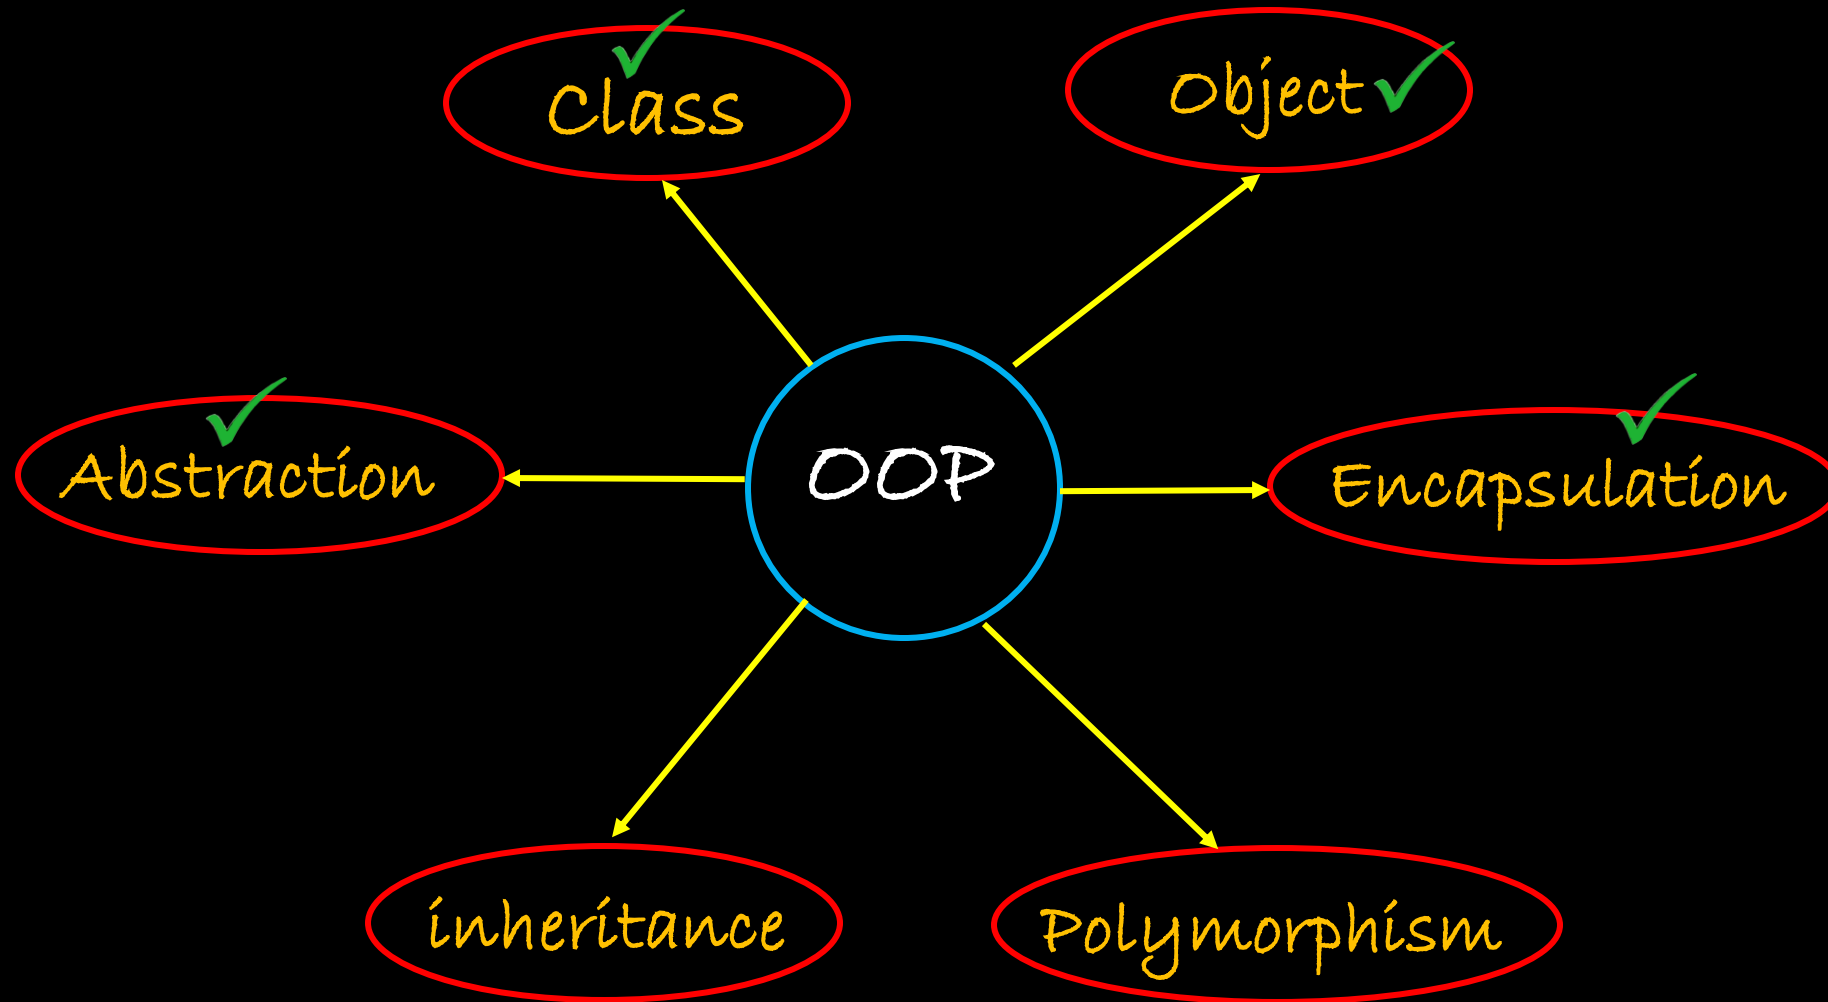 Class
Object
Abstraction
OOP
Encapsulation
inheritance
Polymorphism